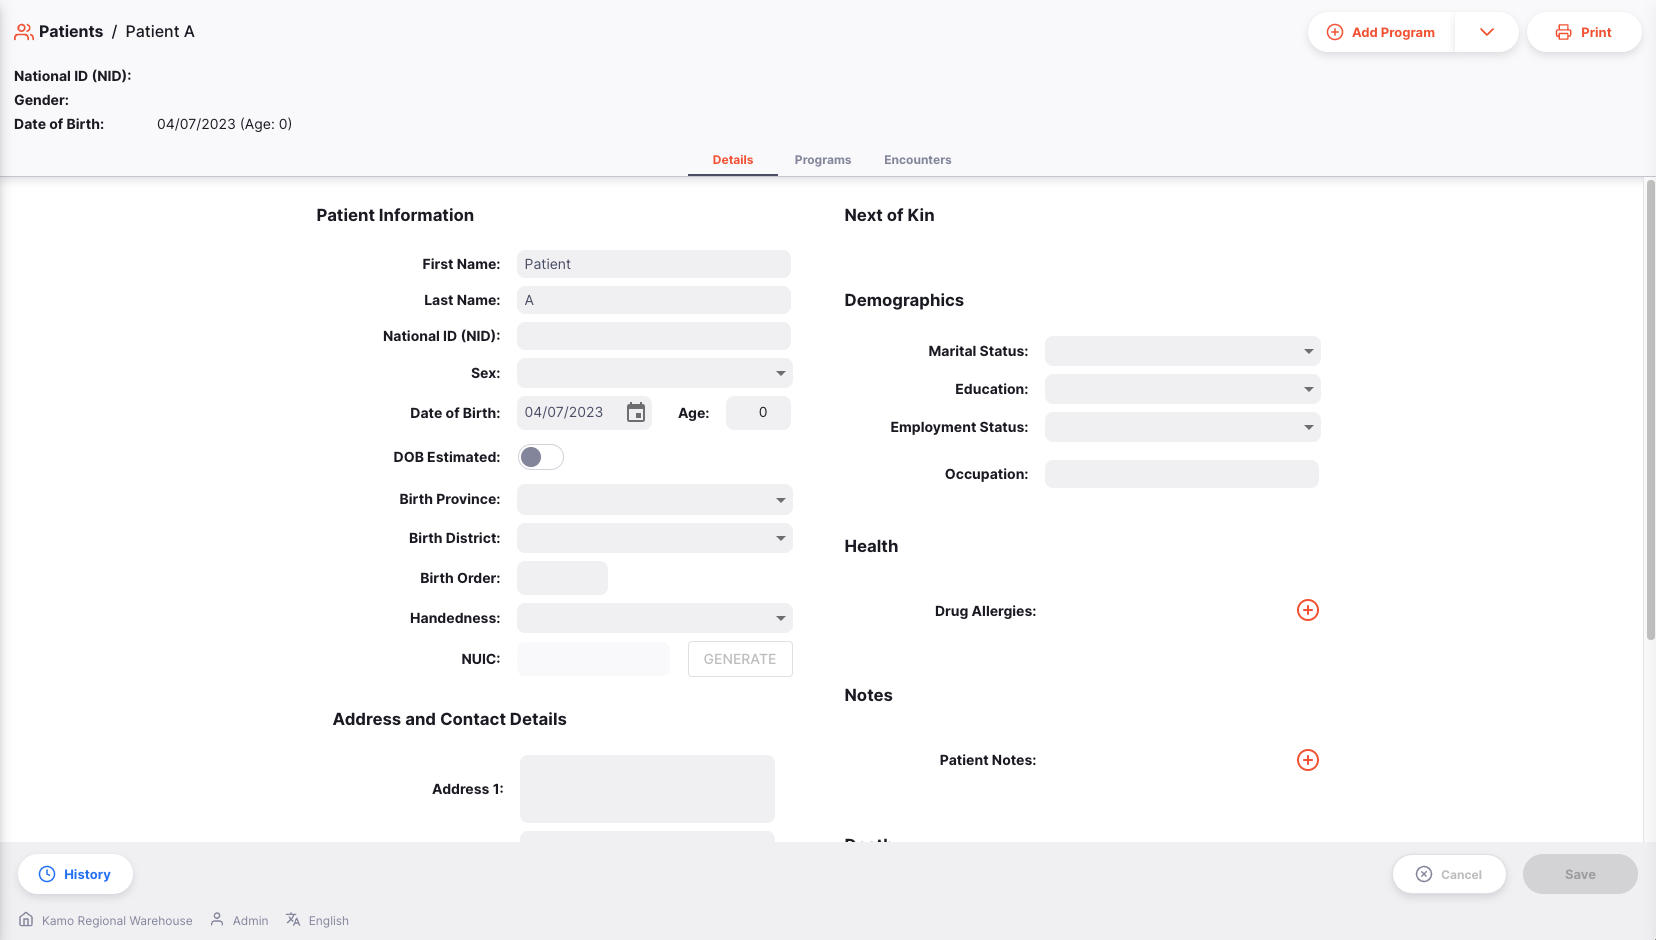 Patients / Patient A
Add Program
Print
National ID (NID):
Gender:
Date of Birth: 04/07/2023 (Age: 0)
Details Programs Encounters
Patient Information
First Name: Patient
Last Name: A
National ID (NID):
Sex:
Date of Birth: 04/07/2023 Age: 0
DOB Estimated:
Birth Province:
Birth District:
Birth Order:
Handedness:
NUIC: GENERATE
Address and Contact Details
Address 1:
Next of Kin
Demographics
Marital Status:
Education:
Employment Status:
Occupation:
Health
Drug Allergies:
Notes
Patient Notes:
History
Cancel
Save
Kamo Regional Warehouse Admin English